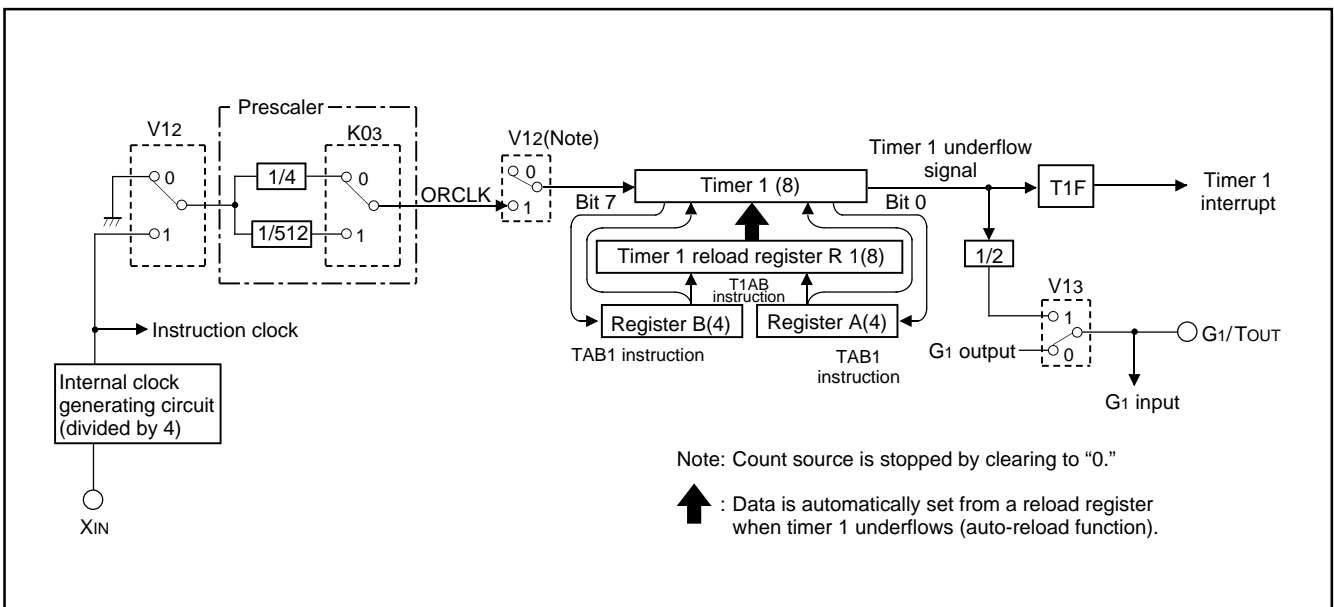 Prescaler
V12
K03
V12(Note)
0
1
1/4
1/512
0
1
ORCLK
0
1
Timer 1 (8)
Bit 7
Bit 0
Timer 1 underflow
signal
T1F
Timer 1
interrupt
Timer 1 reload register R 1(8)
T1AB
instruction
Register B(4)
Register A(4)
TAB1 instruction
TAB1
instruction
1/2
V13
1
0
G1 output
G1/TOUT
G1 input
Instruction clock
Internal clock
generating circuit
(divided by 4)
XIN
Note: Count source is stopped by clearing to “0.”
: Data is automatically set from a reload register
when timer 1 underflows (auto-reload function).